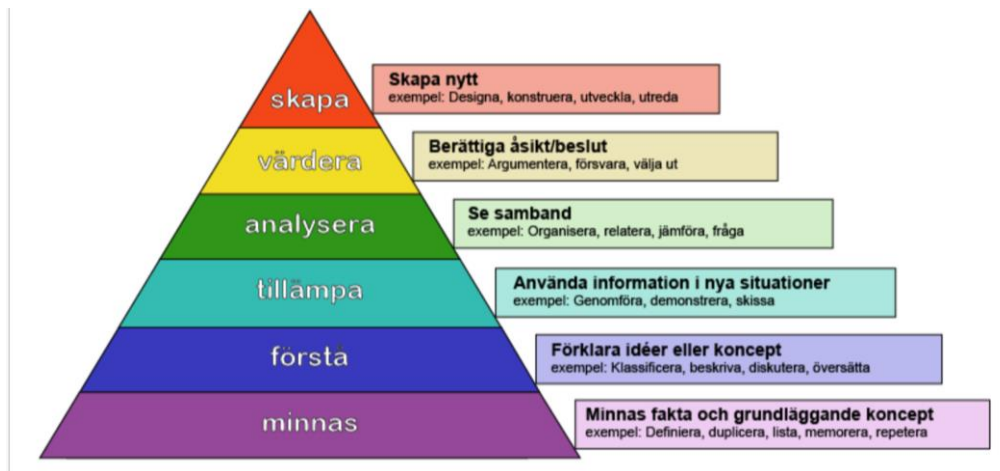 skapa
Skapa nytt
exempel: Designa, konstruera, utveckla, utreda
värdera
Berättiga åsikt/beslut
exempel: Argumentera, försvara, välja ut
analysera
Se samband
exempel: Organisera, relatera, jämföra, fråga
tillämpa
Använda information i nya situationer
exempel: Genomföra, demonstrera, skissa
förstå
Förklara idéer eller koncept
exempel: Klassificera, beskriva, diskutera, översätta
minnas
Minnas fakta och grundläggande koncept
exempel: Definiera, duplicera, lista, memorera, repetera